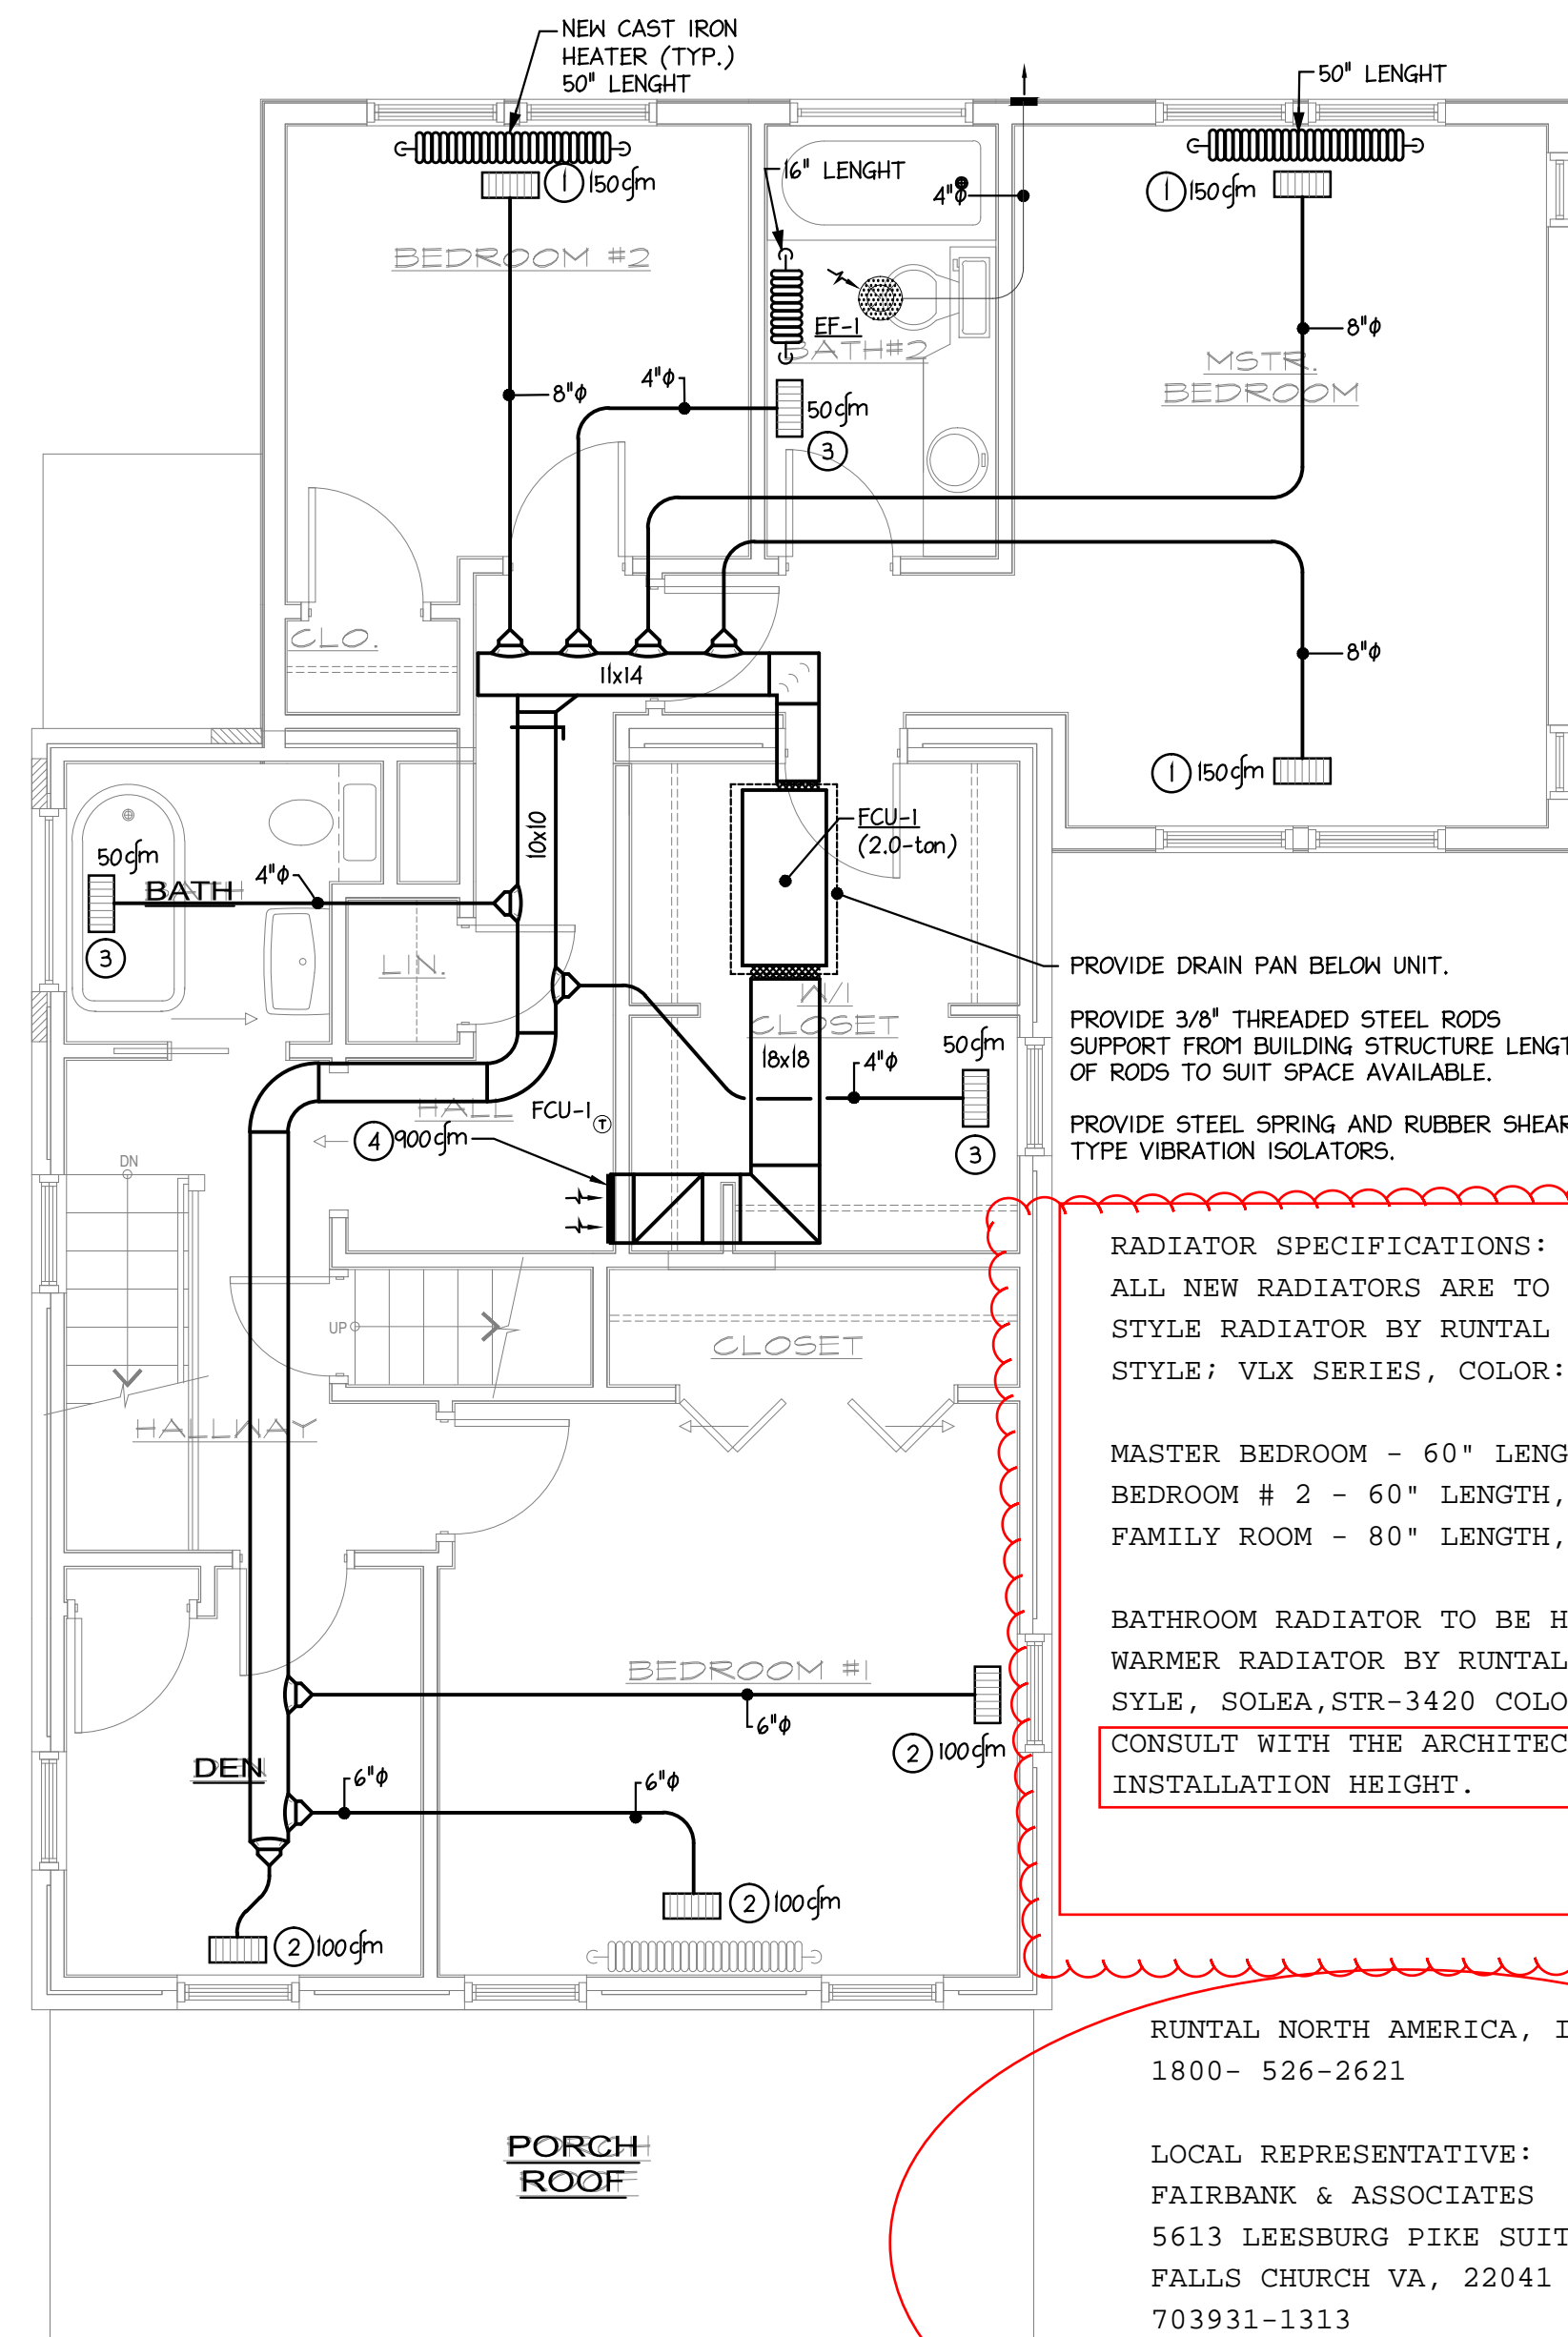 NEW CAST IRON
HEATER (TYP.)
50" LENGHT
50" LENGHT
16" LENGHT
4"ϕ
1 150cfm
1 150cfm
BEDROOM #2
EF-1
BATH#2
8"ϕ
MSTR.
BEDROOM
4"ϕ
8"ϕ
50cfm
3
CLO.
11x14
8"ϕ
1 150cfm
10x10
FCU-1
(2.0-ton)
50cfm
4"ϕ
BATH
3
LIN.
W/I
CLOSET
PROVIDE DRAIN PAN BELOW UNIT.
PROVIDE 3/8" THREADED STEEL RODS
SUPPORT FROM BUILDING STRUCTURE LENGT
OF RODS TO SUIT SPACE AVAILABLE.
PROVIDE STEEL SPRING AND RUBBER SHEAR
TYPE VIBRATION ISOLATORS.
18x18
4"ϕ
50cfm
3
HALL
FCU-1
T
4 900cfm
DN
UP
CLOSET
HALLWAY
RADIATOR SPECIFICATIONS:
ALL NEW RADIATORS ARE TO
STYLE RADIATOR BY RUNTAL
STYLE; VLX SERIES, COLOR:
MASTER BEDROOM - 60" LENG
BEDROOM # 2 - 60" LENGTH,
FAMILY ROOM - 80" LENGTH,
BATHROOM RADIATOR TO BE H
WARMER RADIATOR BY RUNTAL
SYLE, SOLEA,STR-3420 COLO
CONSULT WITH THE ARCHITEC
INSTALLATION HEIGHT.
BEDROOM #1
6"ϕ
2 100cfm
DEN
6"ϕ
6"ϕ
2 100cfm
2 100cfm
RUNTAL NORTH AMERICA, I
1800- 526-2621
LOCAL REPRESENTATIVE:
FAIRBANK & ASSOCIATES
5613 LEESBURG PIKE SUIT
FALLS CHURCH VA, 22041
703931-1313
PORCH
ROOF